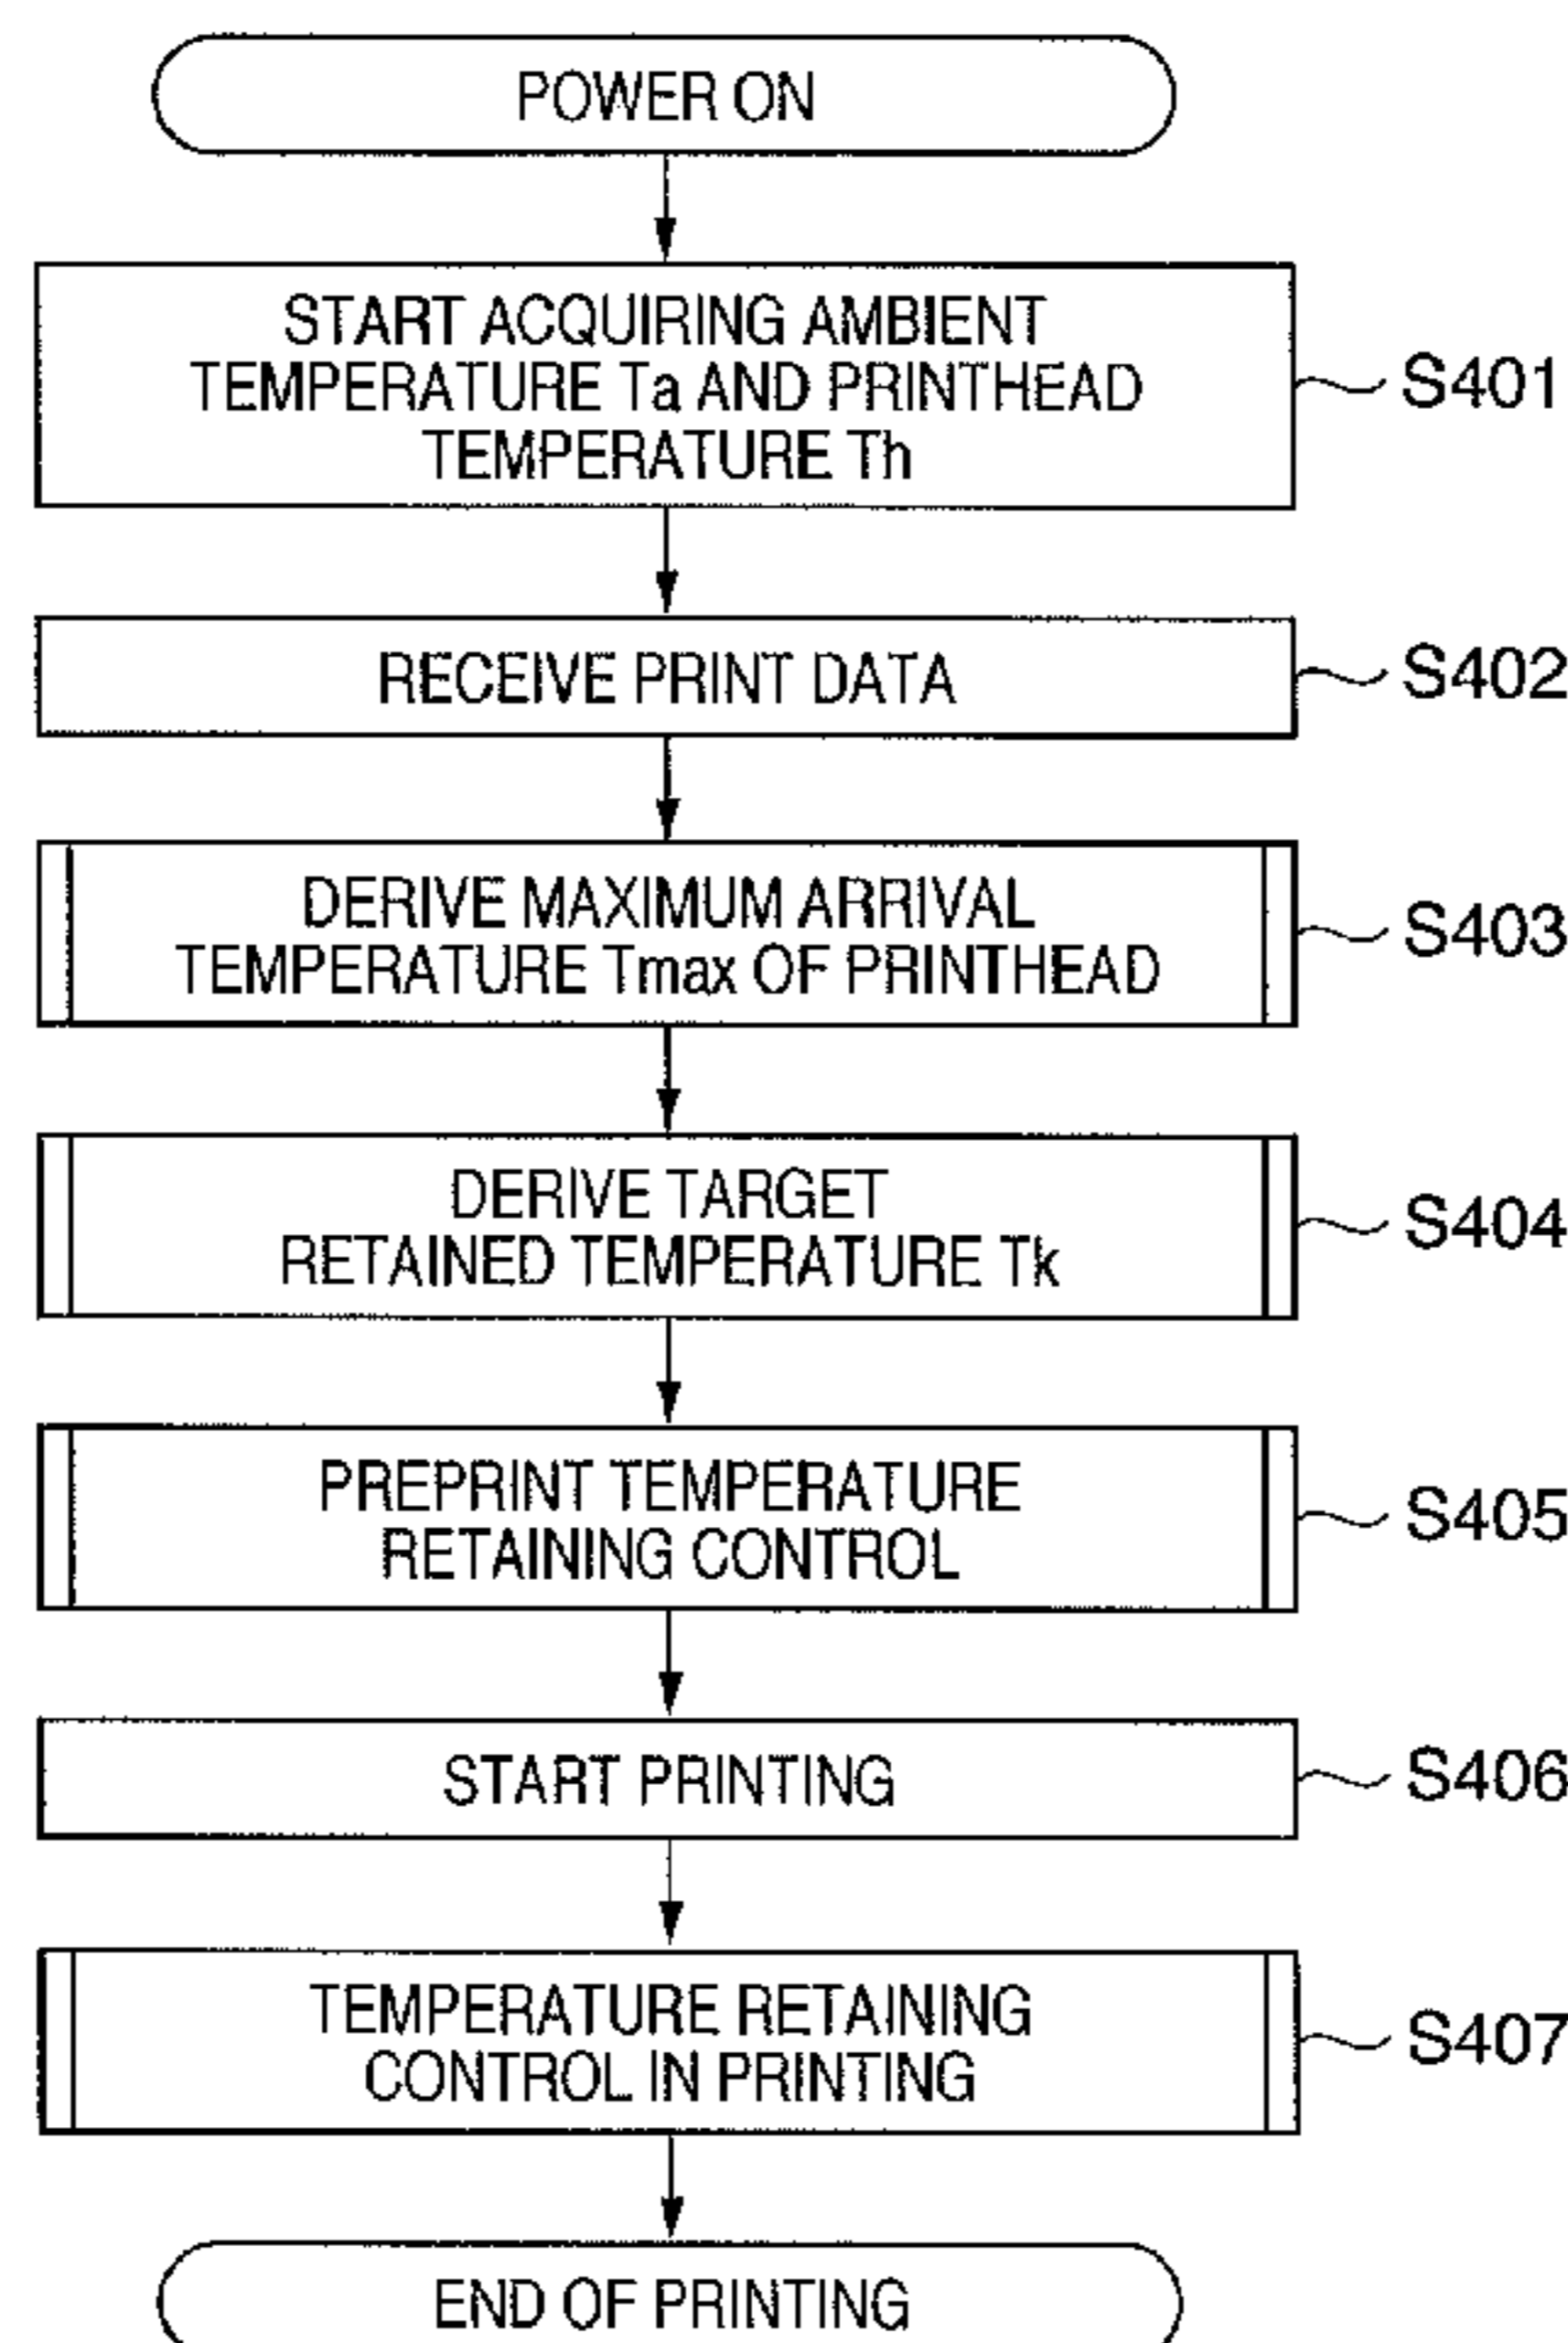 POWER ON
START ACQUIRING AMBIENT
TEMPERATURE Ta AND PRINTHEAD
TEMPERATURE Th
S401
RECEIVE PRINT DATA
S402
DERIVE MAXIMUM ARRIVAL
TEMPERATURE Tmax OF PRINTHEAD
S403
DERIVE TARGET
RETAINED TEMPERATURE Tk
S404
PREPRINT TEMPERATURE
RETAINING CONTROL
S405
START PRINTING
S406
TEMPERATURE RETAINING
CONTROL IN PRINTING
S407
END OF PRINTING